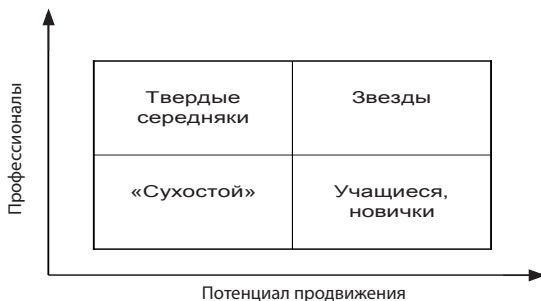 Профессионалы
Твердые
середняки
Звезды
«Сухостой»
Учащиеся,
новички
Потенциал продвижения